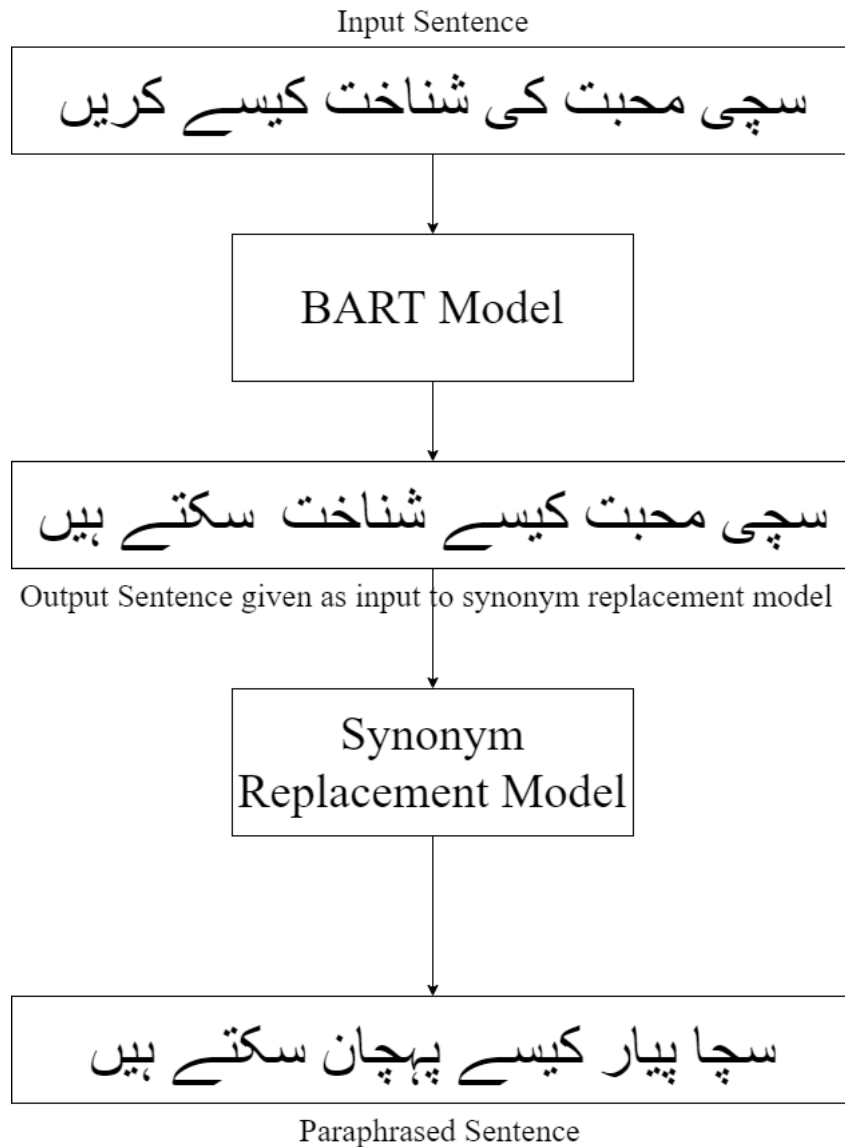 Input Sentence
سچی محبت کی شناخت کیسے کریں
BART Model
سچی محبت کیسے شناخت سکتے ہیں
Output Sentence given as input to synonym replacement model
Synonym
Replacement Model
سچا پیار کیسے پہچان سکتے ہیں
Paraphrased Sentence